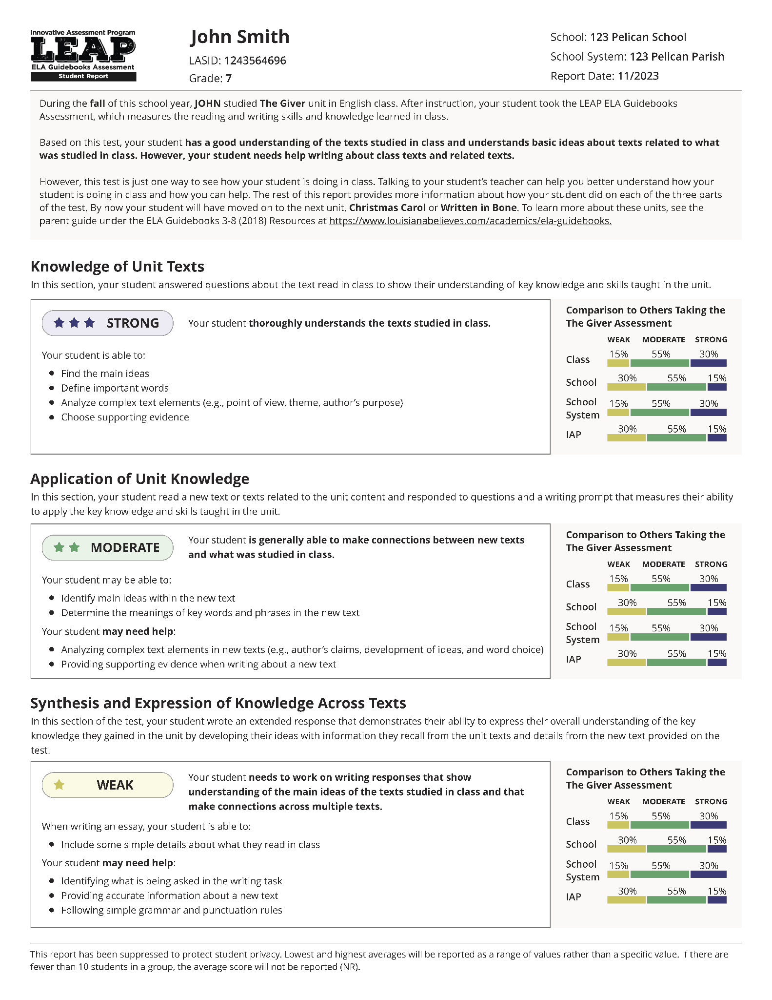 Innovative Assessment Program
LEAP
ELA Guidebooks Assessment
Student Report
John Smith
LASID: 1243564696
Grade: 7
School: 123 Pelican School
School System: 123 Pelican Parish
Report Date: 11/2023
During the fall of this school year, JOHN studied The Giver unit in English class. After instruction, your student took the LEAP ELA Guidebooks
Assessment, which measures the reading and writing skills and knowledge learned in class.
Based on this test, your student has a good understanding of the texts studied in class and understands basic ideas about texts related to what
was studied in class. However, your student needs help writing about class texts and related texts.
However, this test is just one way to see how your student is doing in class. Talking to your student’s teacher can help you better understand how your
student is doing in class and how you can help. The rest of this report provides more information about how your student did on each of the three parts
of the test. By now your student will have moved on to the next unit, Christmas Carol or Written in Bone. To learn more about these units, see the
parent guide under the ELA Guidebooks 3-8 (2018) Resources at https://www.louisianabelieves.com/academics/ela-guidebooks.
Knowledge of Unit Texts
In this section, your student answered questions about the text read in class to show their understanding of key knowledge and skills taught in the unit.
STRONG
Your student thoroughly understands the texts studied in class.
Your student is able to:
• Find the main ideas
• Define important words
• Analyze complex text elements (e.g., point of view, theme, author’s purpose)
• Choose supporting evidence
Comparison to Others Taking the
The Giver Assessment
WEAK MODERATE STRONG
Class 15% 55% 30%
School 30% 55% 15%
School
System 15% 55% 30%
IAP 30% 55% 15%
Application of Unit Knowledge
In this section, your student read a new text or texts related to the unit content and responded to questions and a writing prompt that measures their ability
to apply the key knowledge and skills taught in the unit.
MODERATE
Your student is generally able to make connections between new texts
and what was studied in class.
Your student may be able to:
• Identify main ideas within the new text
• Determine the meanings of key words and phrases in the new text
Your student may need help:
• Analyzing complex text elements in new texts (e.g., author’s claims, development of ideas, and word choice)
• Providing supporting evidence when writing about a new text
Comparison to Others Taking the
The Giver Assessment
WEAK MODERATE STRONG
Class 15% 55% 30%
School 30% 55% 15%
School
System 15% 55% 30%
IAP 30% 55% 15%
Synthesis and Expression of Knowledge Across Texts
In this section of the test, your student wrote an extended response that demonstrates their ability to express their overall understanding of the key
knowledge they gained in the unit by developing their ideas with information they recall from the unit texts and details from the new text provided on the
test.
WEAK
Your student needs to work on writing responses that show
understanding of the main ideas of the texts studied in class and that
make connections across multiple texts.
When writing an essay, your student is able to:
• Include some simple details about what they read in class
Your student may need help:
• Identifying what is being asked in the writing task
• Providing accurate information about a new text
• Following simple grammar and punctuation rules
Comparison to Others Taking the
The Giver Assessment
WEAK MODERATE STRONG
Class 15% 55% 30%
School 30% 55% 15%
School
System 15% 55% 30%
IAP 30% 55% 15%
This report has been suppressed to protect student privacy. Lowest and highest averages will be reported as a range of values rather than a specific value. If there are
fewer than 10 students in a group, the average score will not be reported (NR).